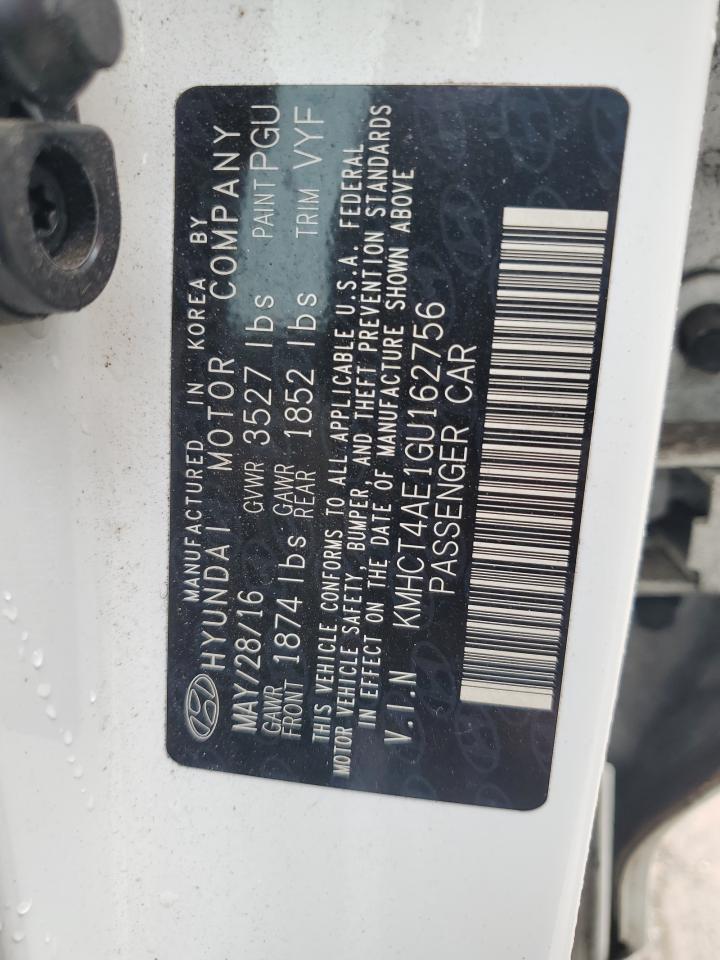 MANUFACTURED IN KOREA BY
HYUNDAI MOTOR COMPANY
MAY/28/16 GVWR 3527 lbs PAINT PGU
GAWR FRONT 1874 lbs GAWR REAR 1852 lbs TRIM VYF
THIS VEHICLE CONFORMS TO ALL APPLICABLE U.S.A. FEDERAL
MOTOR VEHICLE SAFETY, BUMPER, AND THEFT PREVENTION STANDARDS
IN EFFECT ON THE DATE OF MANUFACTURE SHOWN ABOVE
V.I.N KMHCT4AE1GU162756
PASSENGER CAR